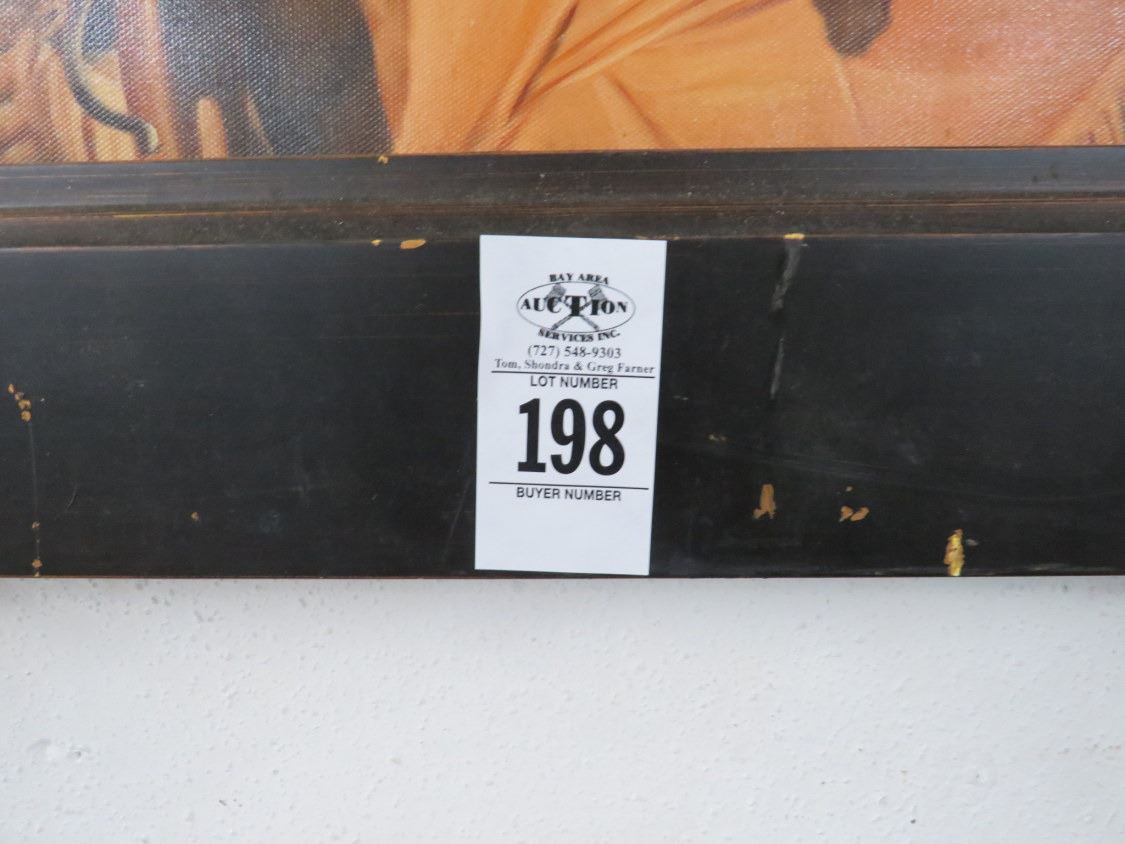 BAY AREA
AUCTION
SERVICES INC.
(727) 548-9303
Tom, Shondra & Greg Farner
LOT NUMBER
198
BUYER NUMBER